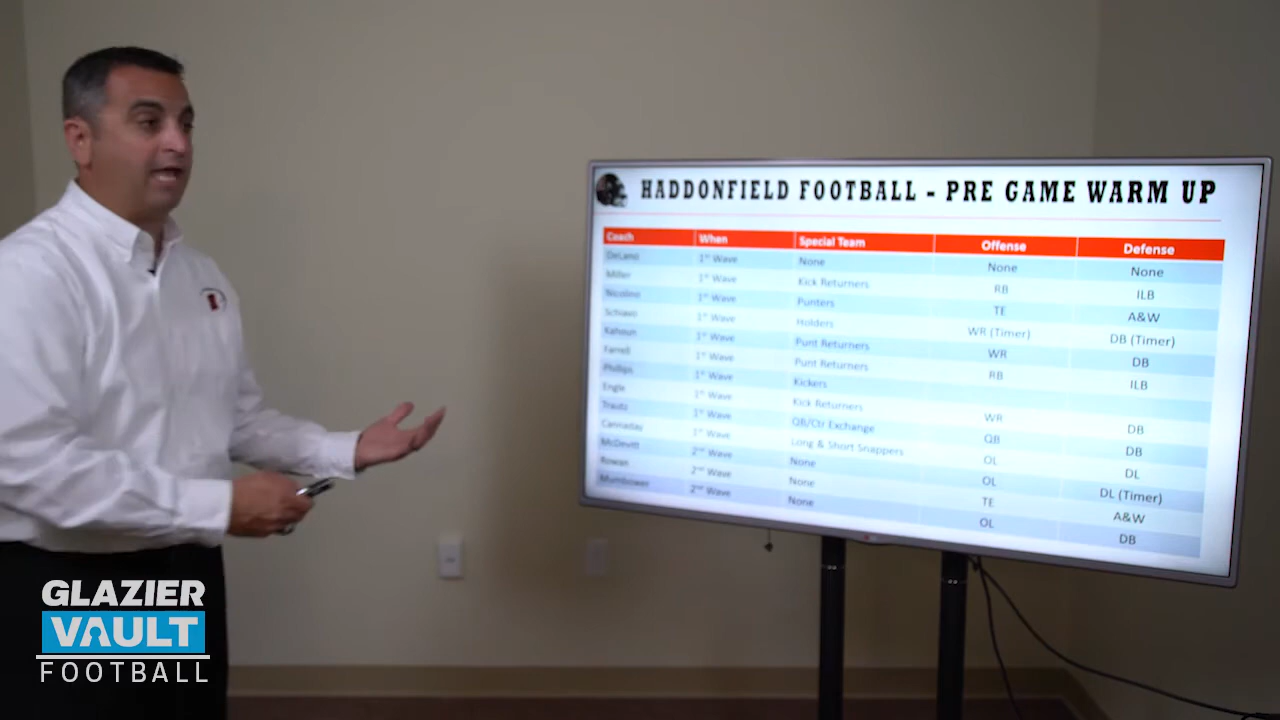 HADDONFIELD FOOTBALL - PRE GAME WARM UP
Coach When Special Team Offense Defense
DeLano 1st Wave None None None
Miller 1st Wave Kick Returners RB ILB
Nicolino 1st Wave Punters TE A&W
Schiavo 1st Wave Holders WR (Timer) DB (Timer)
Kahoun 1st Wave Punt Returners WR DB
Farrell 1st Wave Punt Returners RB ILB
Phillips 1st Wave Kickers
Engle 1st Wave Kick Returners WR DB
Trautz 1st Wave QB/Ctr Exchange QB DB
Cannaday 1st Wave Long & Short Snappers OL DL
McDevitt 2nd Wave None OL DL (Timer)
Rowan 2nd Wave None TE A&W
Mumbower 2nd Wave None OL DB
GLAZIER
VAULT
FOOTBALL